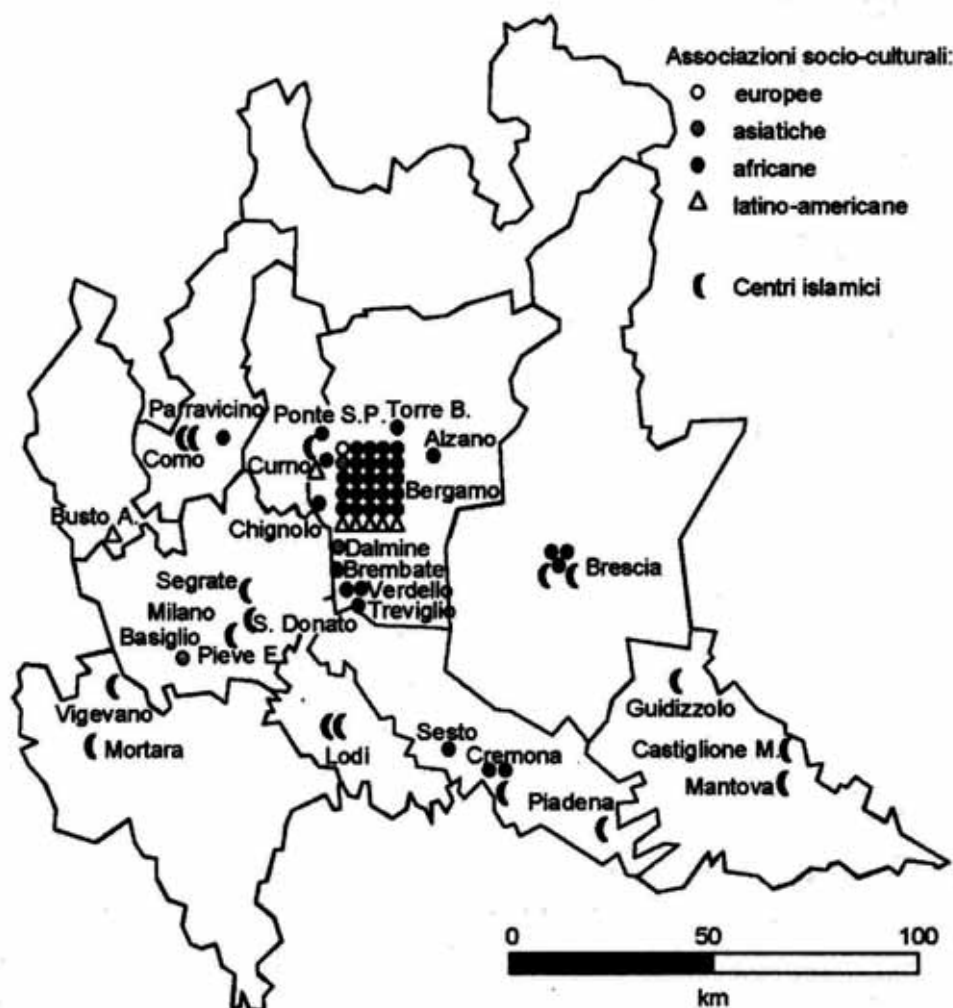 Associazioni socio-culturali:
europee
asiatiche
africane
latino-americane
Centri islamici
Parravicino
Ponte S.P.
Torre B.
Alzano
Como
Curno
Bergamo
Busto A.
Chignolo
Dalmine
Brembate
Brescia
Segrate
Verdello
Milano
S. Donato
Treviglio
Basiglio
Pieve E.
Vigevano
Guidizzolo
Mortara
Lodi
Sesto
Cremona
Castiglione M.
Mantova
Piadena
0 50 100
km